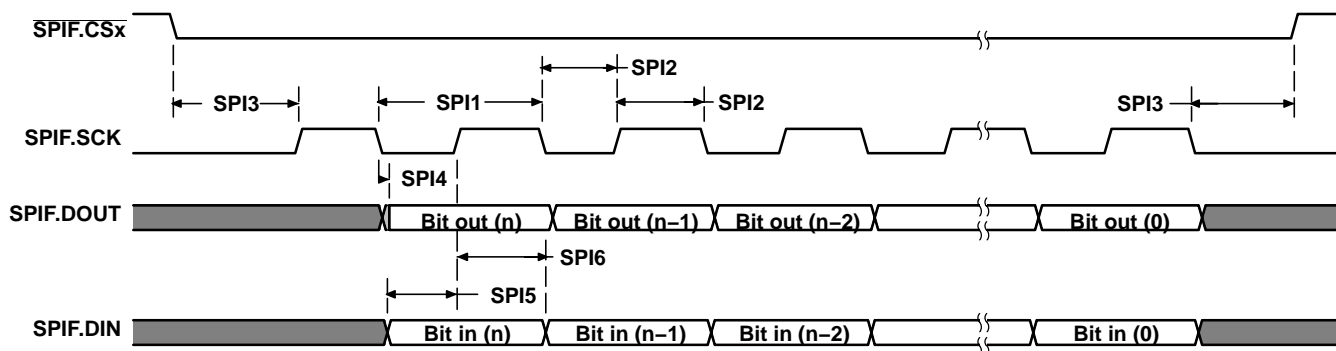 SPIF.CSx
SPI2
SPI3
SPI1
SPI2
SPI3
SPIF.SCK
SPI4
SPIF.DOUT
Bit out (n)
Bit out (n−1)
Bit out (n−2)
Bit out (0)
SPI6
SPI5
SPIF.DIN
Bit in (n)
Bit in (n−1)
Bit in (n−2)
Bit in (0)